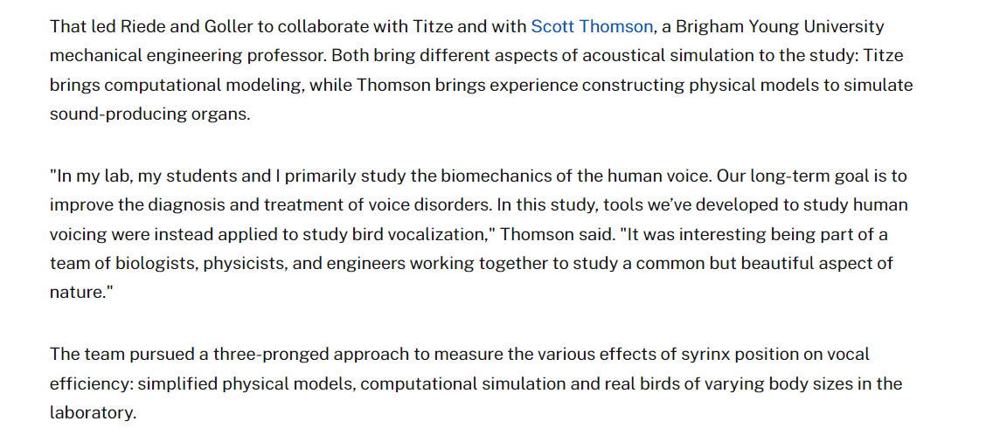 That led Riede and Goller to collaborate with Titze and with Scott Thomson, a Brigham Young University
mechanical engineering professor. Both bring different aspects of acoustical simulation to the study: Titze
brings computational modeling, while Thomson brings experience constructing physical models to simulate
sound-producing organs.
"In my lab, my students and I primarily study the biomechanics of the human voice. Our long-term goal is to
improve the diagnosis and treatment of voice disorders. In this study, tools we’ve developed to study human
voicing were instead applied to study bird vocalization," Thomson said. "It was interesting being part of a
team of biologists, physicists, and engineers working together to study a common but beautiful aspect of
nature."
The team pursued a three-pronged approach to measure the various effects of syrinx position on vocal
efficiency: simplified physical models, computational simulation and real birds of varying body sizes in the
laboratory.